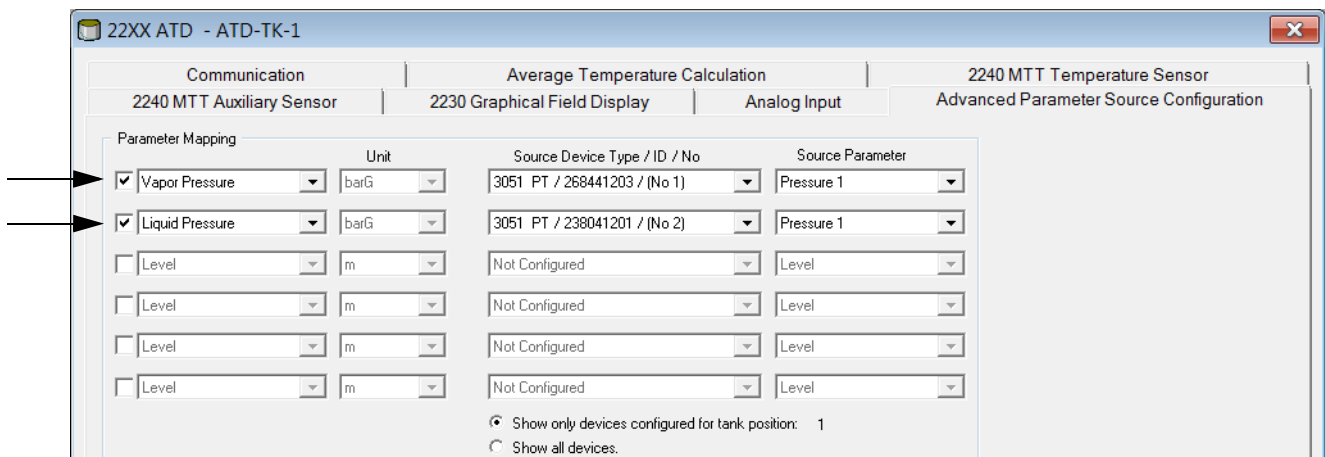 22XX ATD - ATD-TK-1
Communication Average Temperature Calculation 2240 MTT Temperature Sensor
2240 MTT Auxiliary Sensor 2230 Graphical Field Display Analog Input Advanced Parameter Source Configuration
Parameter Mapping
Unit Source Device Type / ID / No Source Parameter
Vapor Pressure barG 3051 PT / 268441203 / (No 1) Pressure 1
Liquid Pressure barG 3051 PT / 238041201 / (No 2) Pressure 1
Level m Not Configured Level
Level m Not Configured Level
Level m Not Configured Level
Level m Not Configured Level
Show only devices configured for tank position: 1
Show all devices.